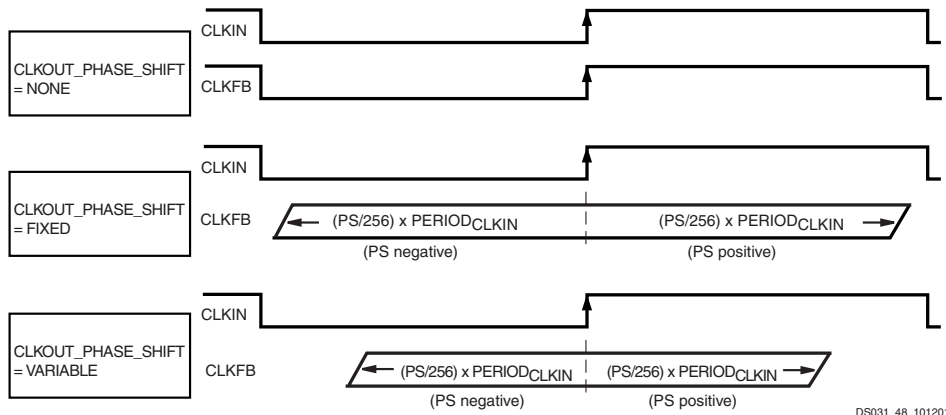 CLKIN
CLKOUT_PHASE_SHIFT
= NONE
CLKFB
CLKIN
CLKOUT_PHASE_SHIFT
= FIXED
CLKFB
(PS/256) x PERIODCLKIN
(PS/256) x PERIODCLKIN
(PS negative)
(PS positive)
CLKIN
CLKOUT_PHASE_SHIFT
= VARIABLE
CLKFB
(PS/256) x PERIODCLKIN
(PS/256) x PERIODCLKIN
(PS negative)
(PS positive)